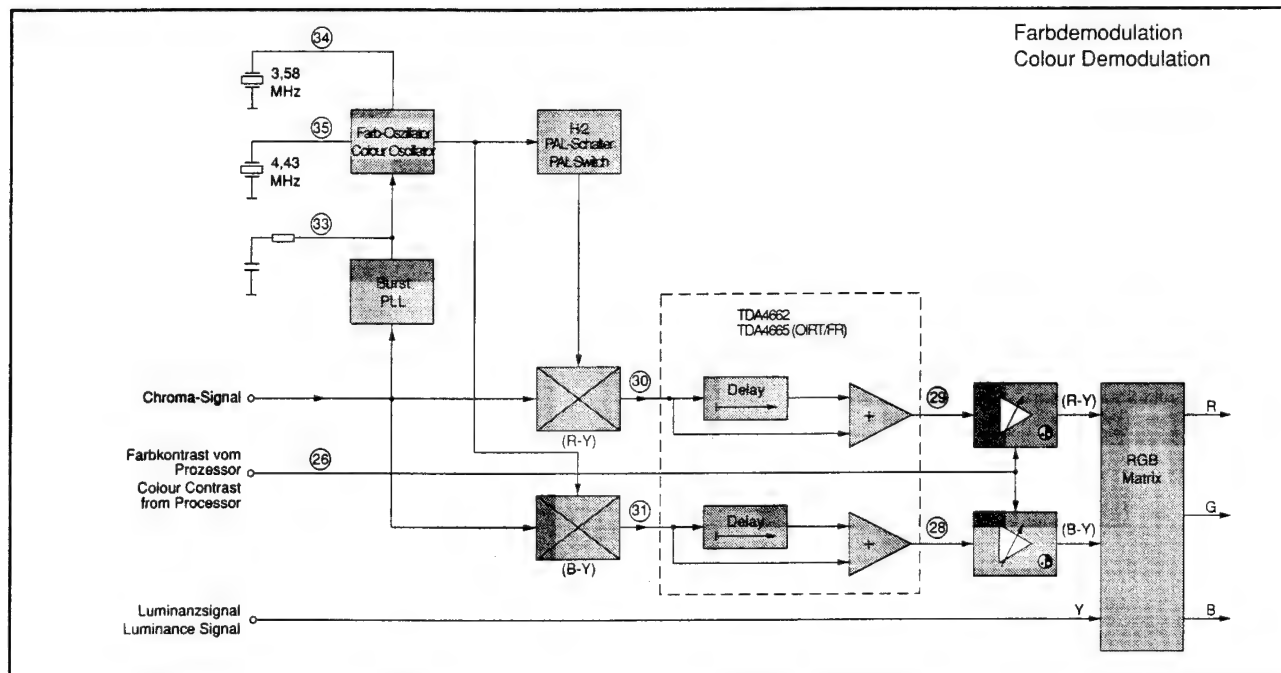 Farbdemodulation
Colour Demodulation
34
3,58
MHz
35
4,43
MHz
Farb-Oszillator
Colour Oscillator
H/2
PAL-Schalter
PAL Switch
33
Burst
PLL
TDA4662
TDA4665 (OIRT/FR)
Chroma-Signal
30
(R-Y)
Delay
+
29
(R-Y)
R
Farbkontrast vom
Prozessor
Colour Contrast
from Processor
26
RGB
Matrix
31
(B-Y)
Delay
+
28
(B-Y)
G
Luminanzsignal
Luminance Signal
Y
B